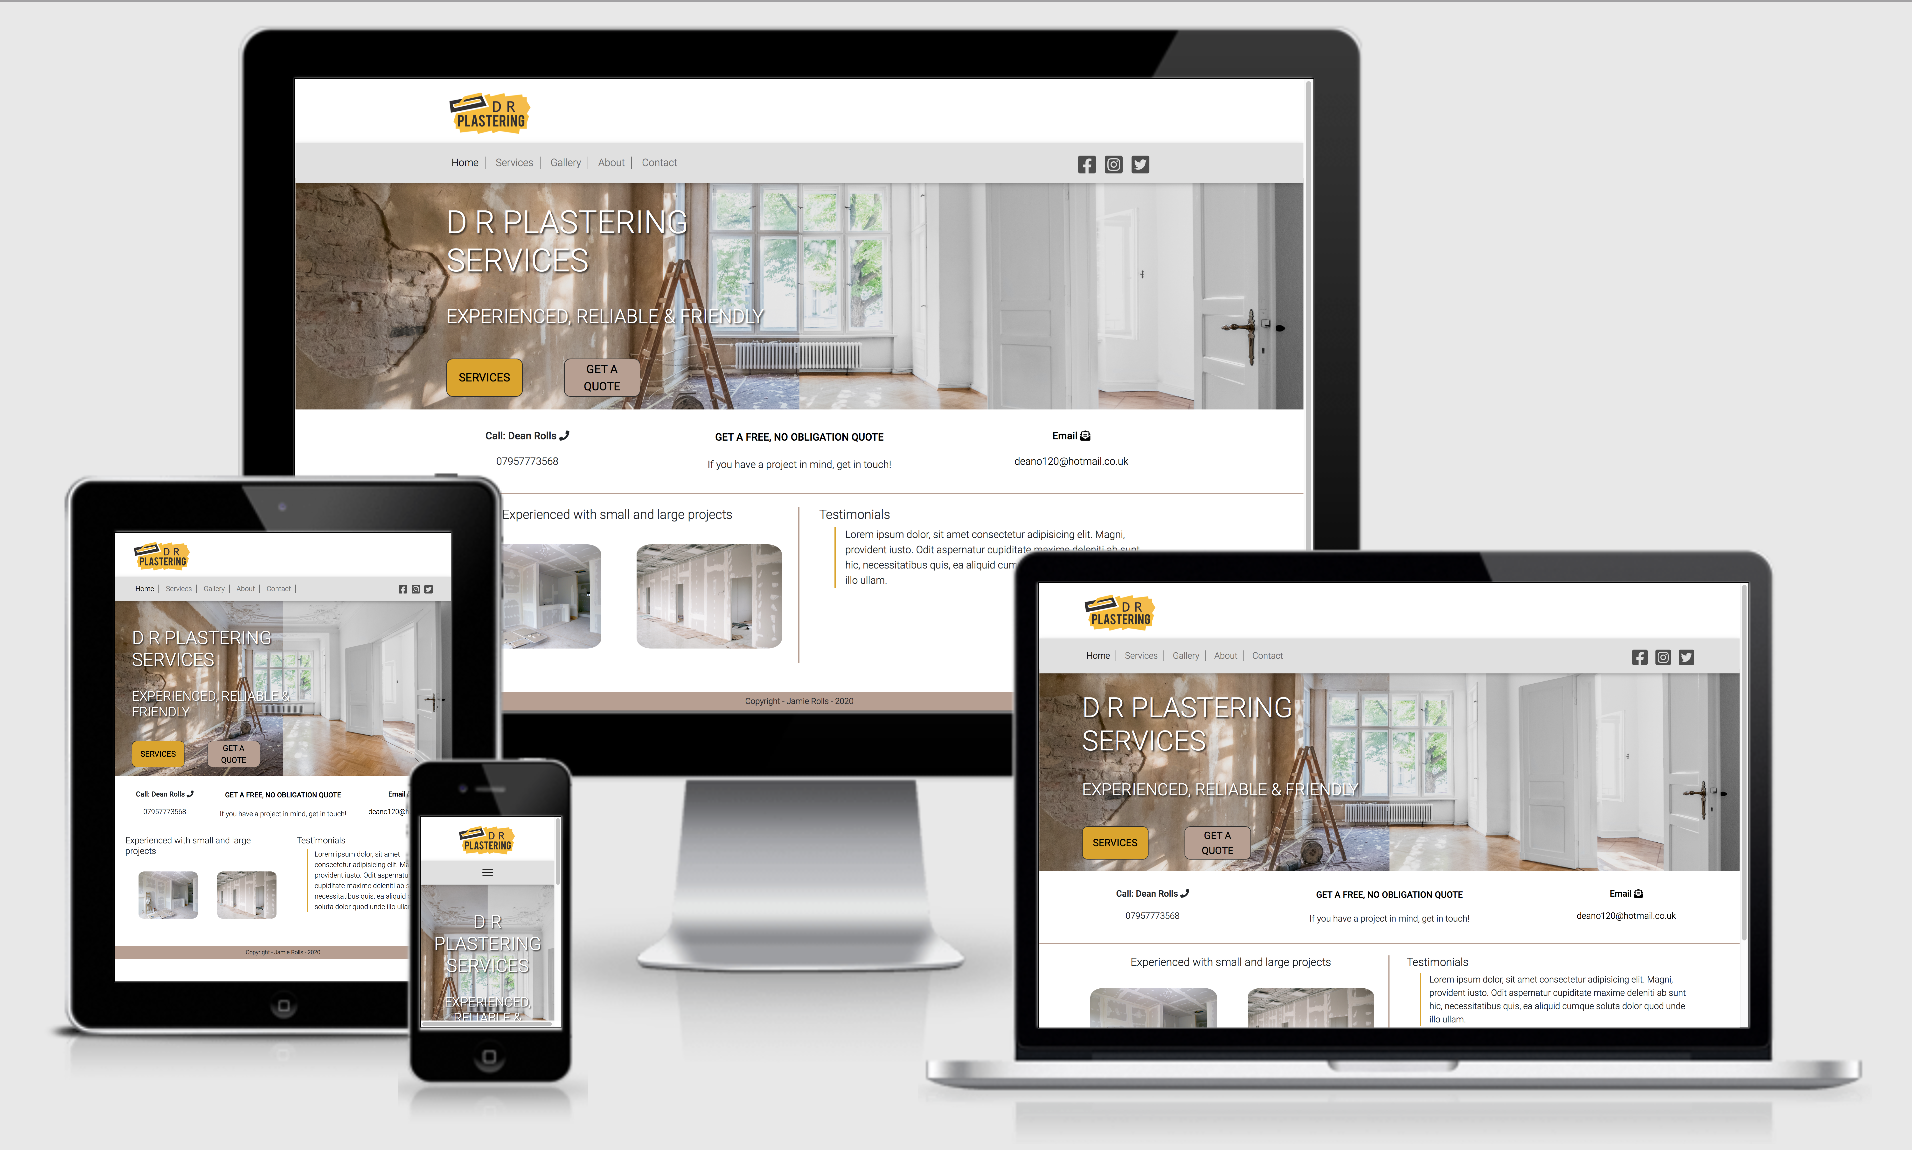 D R
PLASTERING
Home
Services
Gallery
About
Contact
D R PLASTERING
SERVICES
EXPERIENCED, RELIABLE & FRIENDLY
SERVICES
GET A
QUOTE
Call: Dean Rolls
GET A FREE, NO OBLIGATION QUOTE
Email
07957773568
If you have a project in mind, get in touch!
deano120@hotmail.co.uk
Experienced with small and large projects
Testimonials
Lorem ipsum dolor, sit amet consectetur adipisicing elit. Magni,
provident iusto. Odit aspernatur cupiditate maxime deleniti ab sunt
hic, necessitatibus quis, ea aliquid cum
illo ullam.
Copyright - Jamie Rolls - 2020
D R
PLASTERING
Home
Services
Gallery
About
Contact
D R PLASTERING
SERVICES
EXPERIENCED, RELIABLE &
FRIENDLY
SERVICES
GET A
QUOTE
Call: Dean Rolls
GET A FREE, NO OBLIGATION QUOTE
Email
07957773568
If you have a project in mind, get in touch!
deano120@h
Experienced with small and large
projects
Testimonials
Lorem ipsum dolor, sit amet
consectetur adipisicing elit. Ma
provident iusto. Odit aspernatu
cupiditate maxime deleniti ab s
necessitatibus quis, ea aliquid
soluta dolor quod unde illo ullam
Copyright - Jamie Rolls - 2020
D R
PLASTERING
D R
PLASTERING
SERVICES
EXPERIENCED,
RELIABLE &
D R
PLASTERING
Home
Services
Gallery
About
Contact
D R PLASTERING
SERVICES
EXPERIENCED, RELIABLE & FRIENDLY
SERVICES
GET A
QUOTE
Call: Dean Rolls
GET A FREE, NO OBLIGATION QUOTE
Email
07957773568
If you have a project in mind, get in touch!
deano120@hotmail.co.uk
Experienced with small and large projects
Testimonials
Lorem ipsum dolor, sit amet consectetur adipisicing elit. Magni,
provident iusto. Odit aspernatur cupiditate maxime deleniti ab sunt
hic, necessitatibus quis, ea aliquid cumque soluta dolor quod unde
illo ullam.